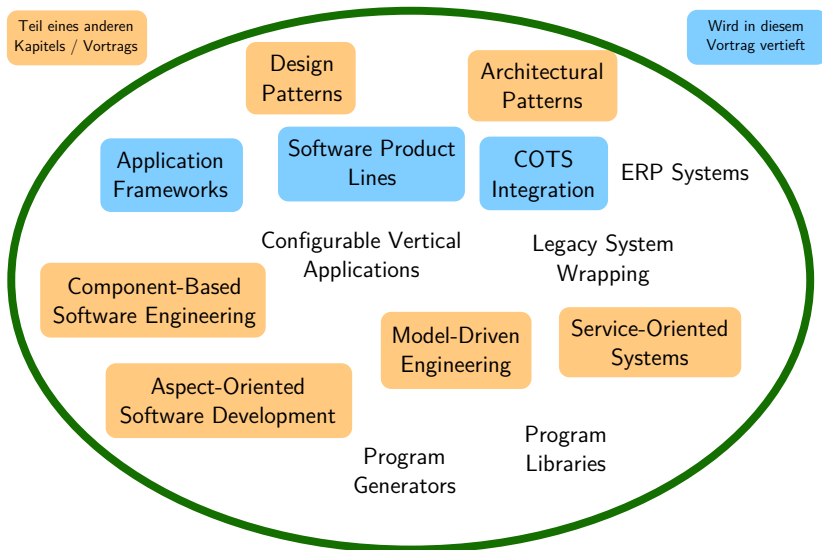 Teil eines anderen
Kapitels / Vortrags
Wird in diesem
Vortrag vertieft
Design
Patterns
Architectural
Patterns
Application
Frameworks
Software Product
Lines
COTS
Integration
ERP Systems
Configurable Vertical
Applications
Legacy System
Wrapping
Component-Based
Software Engineering
Model-Driven
Engineering
Service-Oriented
Systems
Aspect-Oriented
Software Development
Program
Generators
Program
Libraries